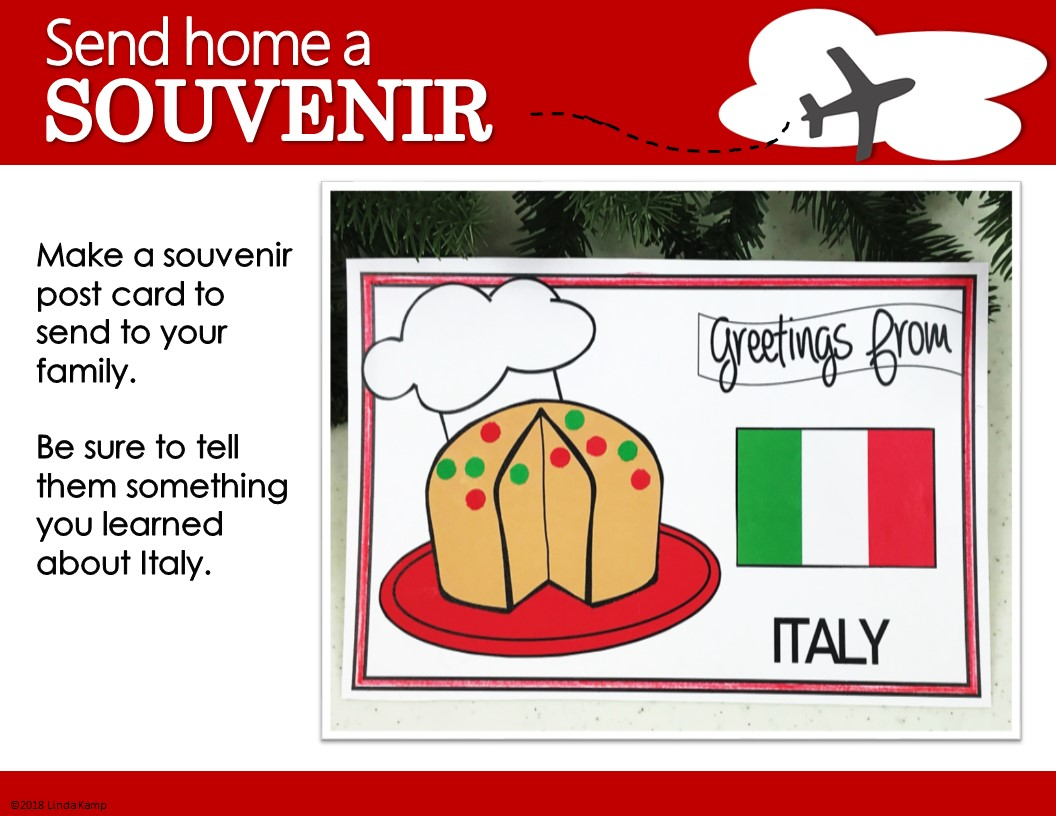 Send home a
SOUVENIR
Make a souvenir
post card to
send to your
family.
Be sure to tell
them something
you learned
about Italy.
Greetings from
ITALY
©2018 Linda Kamp